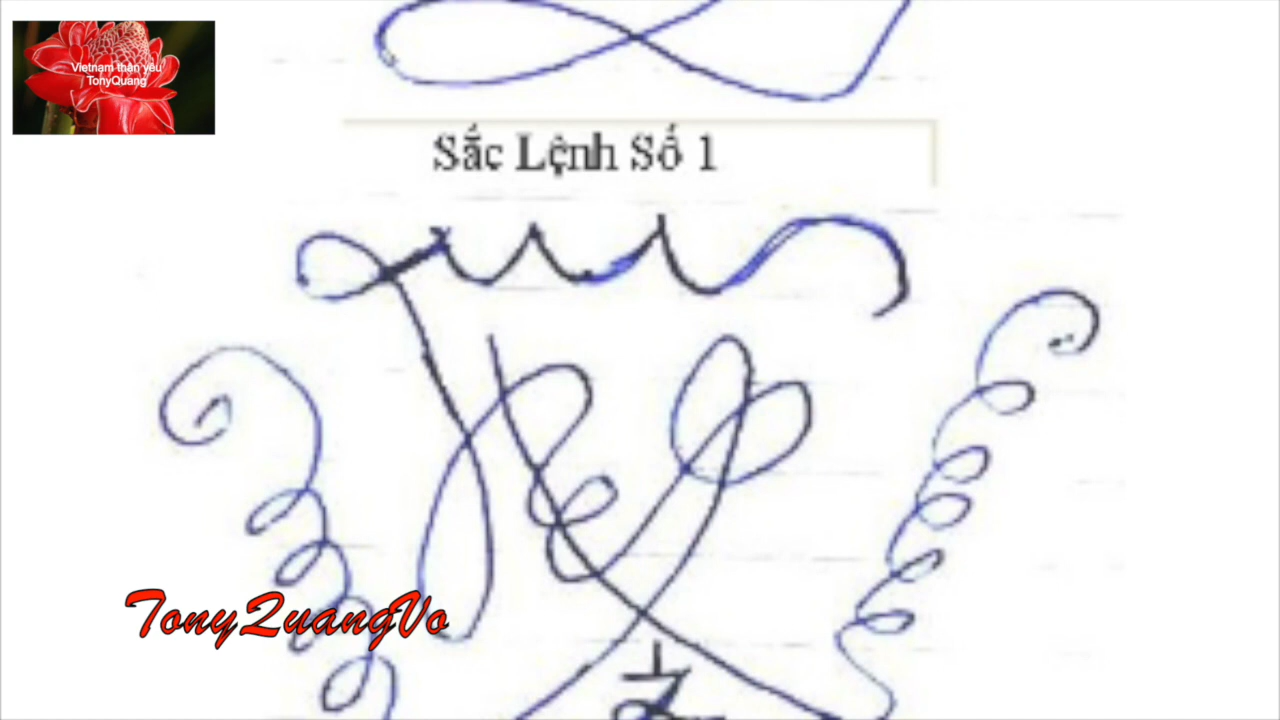 Vietnam thân yêu
TonyQuang
Sắc Lệnh Số 1
TonyQuangVo